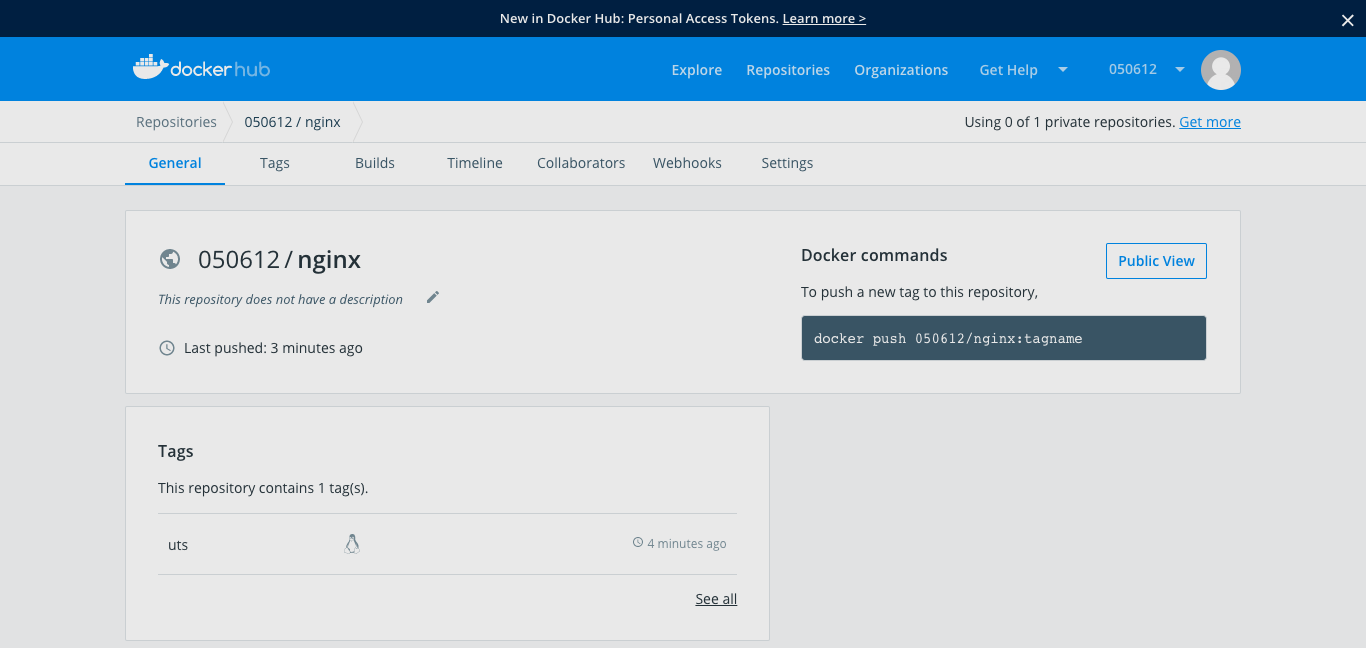 New in Docker Hub: Personal Access Tokens. Learn more >
docker hub
Explore Repositories Organizations Get Help 050612
Repositories 050612 / nginx Using 0 of 1 private repositories. Get more
General Tags Builds Timeline Collaborators Webhooks Settings
050612 / nginx
This repository does not have a description
Last pushed: 3 minutes ago
Docker commands
Public View
To push a new tag to this repository,
docker push 050612/nginx:tagname
Tags
This repository contains 1 tag(s).
uts 4 minutes ago
See all